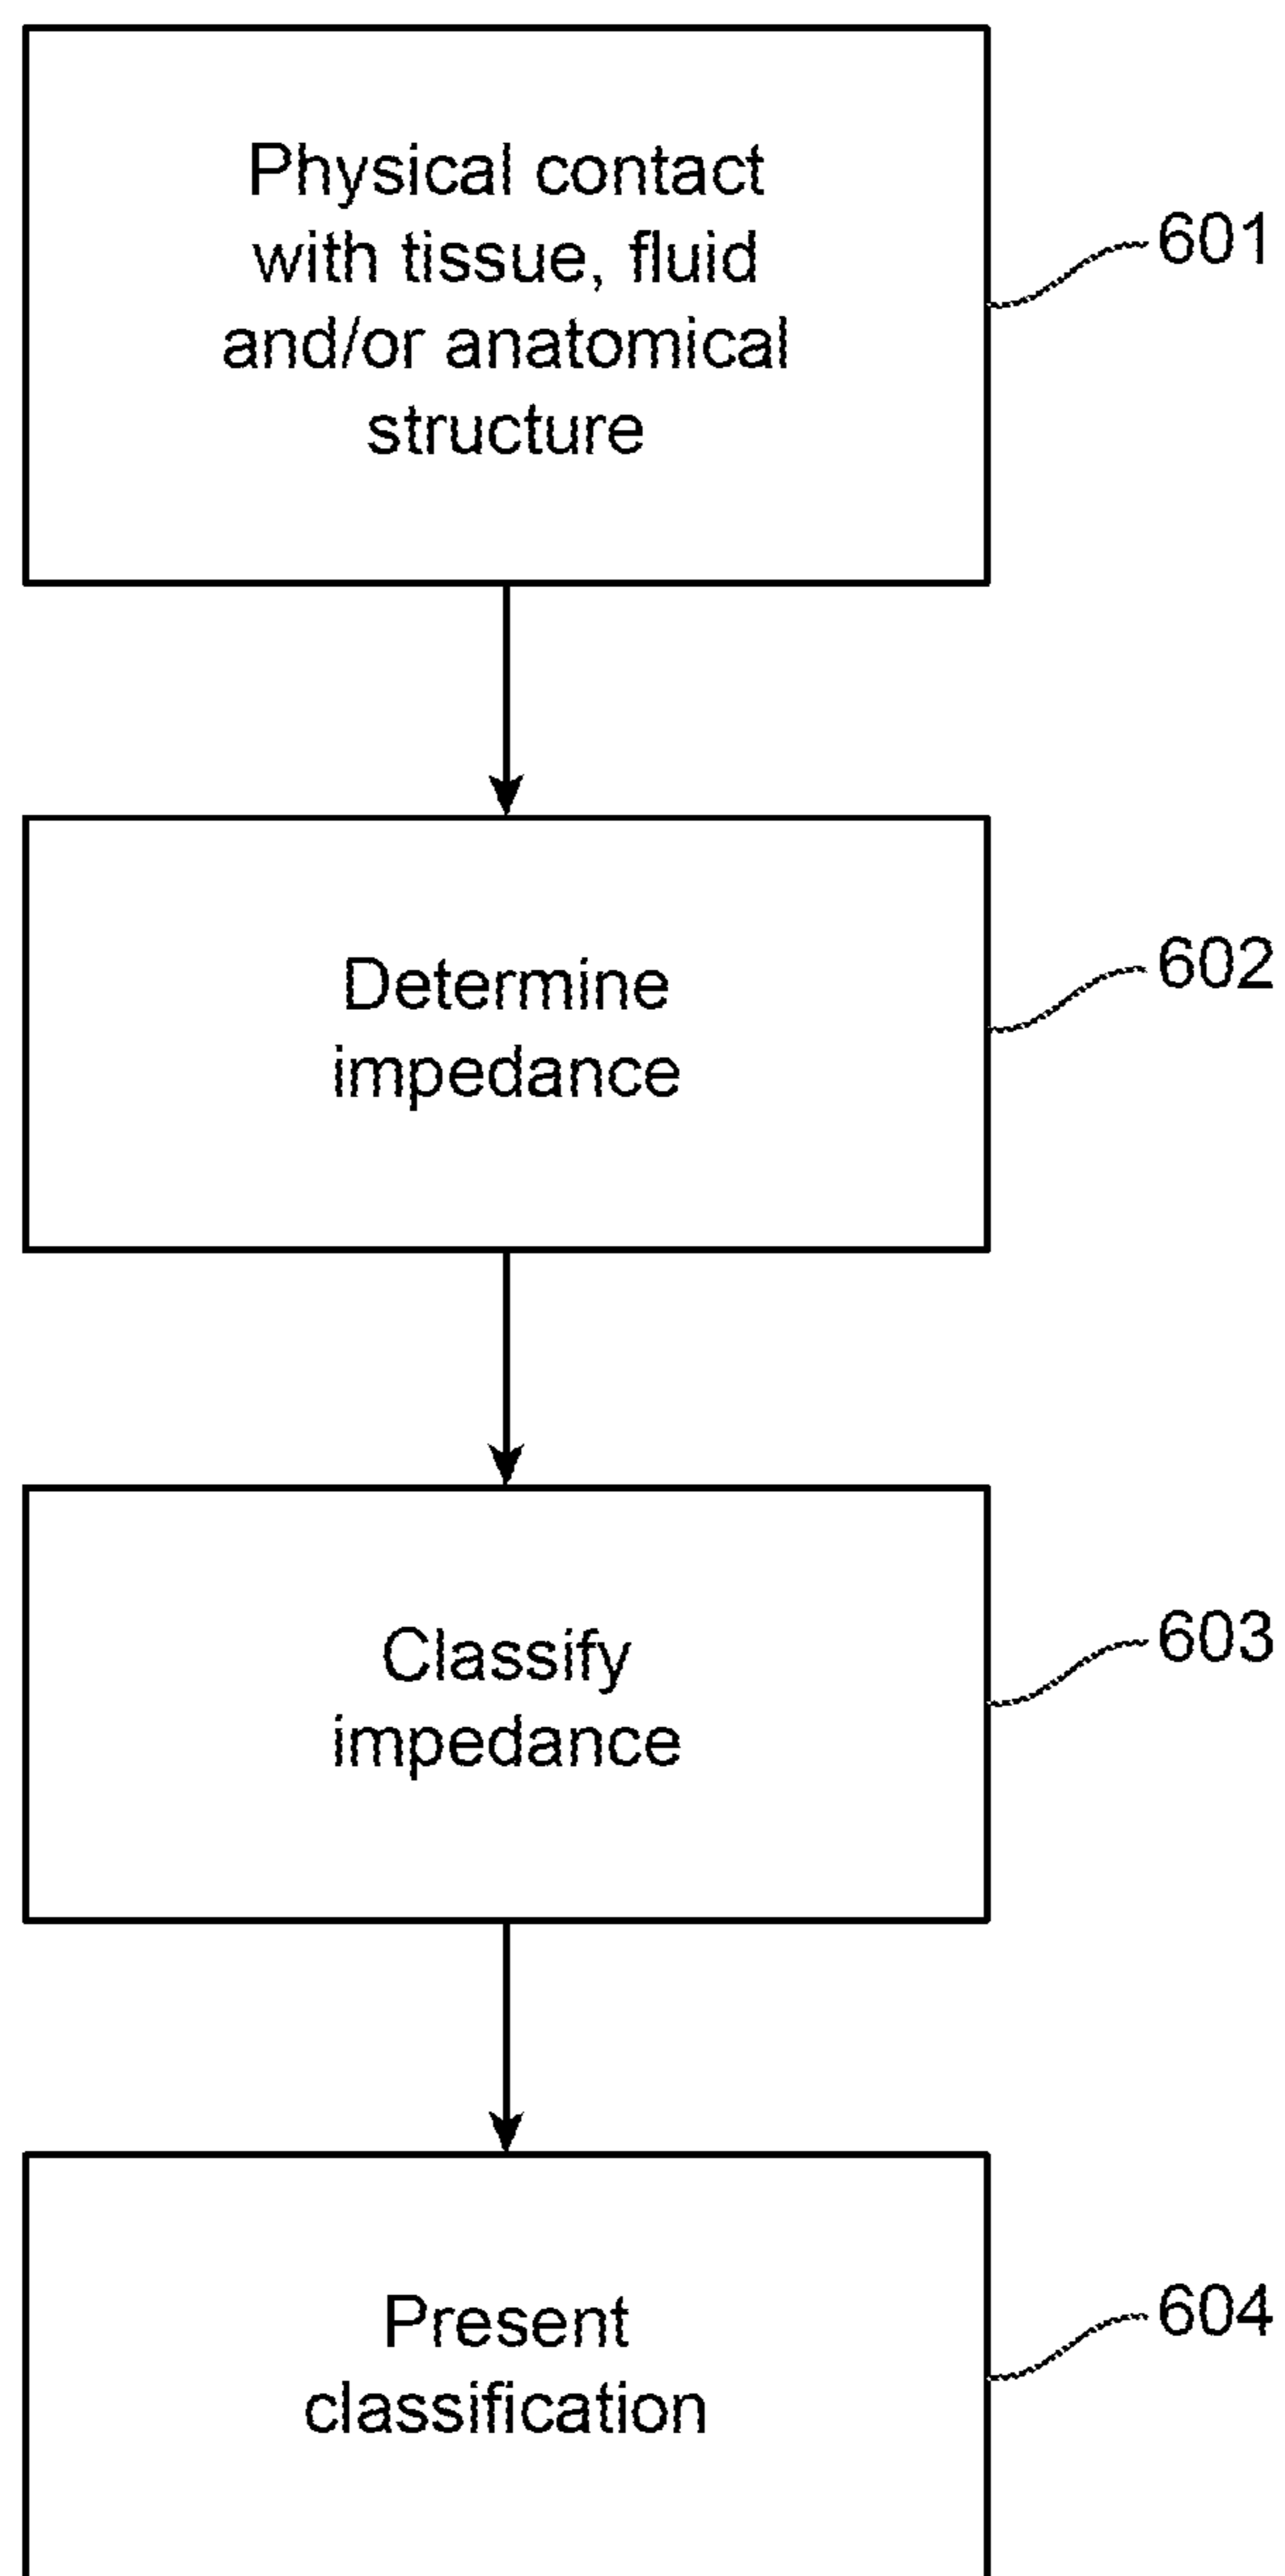 Physical contact
with tissue, fluid
and/or anatomical
structure
601
Determine
impedance
602
Classify
impedance
603
Present
classification
604